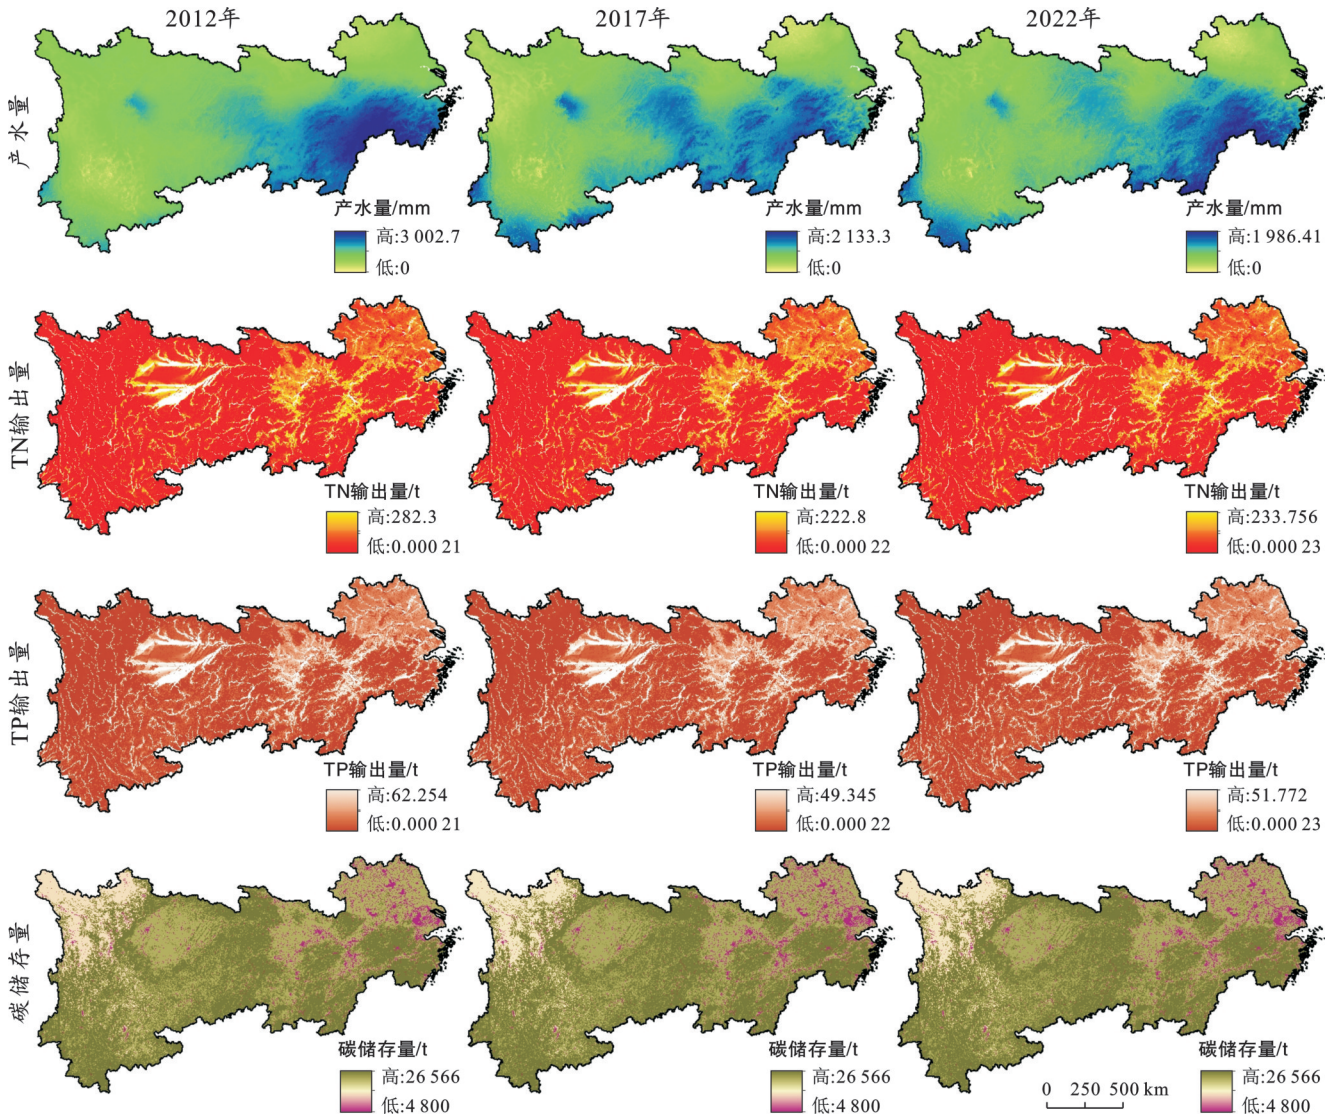 2012年
2017年
2022年
产水量
产水量/mm
高:3 002.7
低:0
产水量/mm
高:2 133.3
低:0
产水量/mm
高:1 986.41
低:0
TN输出量
TN输出量/t
高:282.3
低:0.000 21
TN输出量/t
高:222.8
低:0.000 22
TN输出量/t
高:233.756
低:0.000 23
TP输出量
TP输出量/t
高:62.254
低:0.000 21
TP输出量/t
高:49.345
低:0.000 22
TP输出量/t
高:51.772
低:0.000 23
碳储存量
碳储存量/t
高:26 566
低:4 800
碳储存量/t
高:26 566
低:4 800
0 250 500 km
碳储存量/t
高:26 566
低:4 800